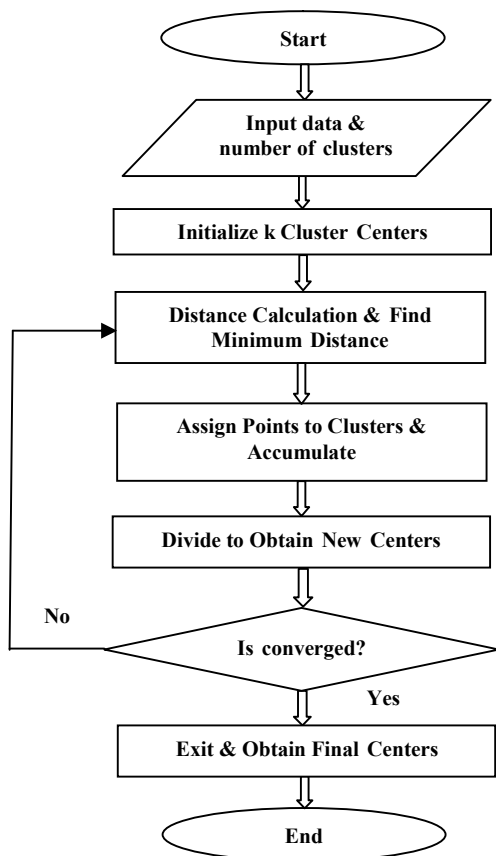 Start
Input data &
number of clusters
Initialize k Cluster Centers
Distance Calculation & Find
Minimum Distance
Assign Points to Clusters &
Accumulate
Divide to Obtain New Centers
No
Is converged?
Yes
Exit & Obtain Final Centers
End